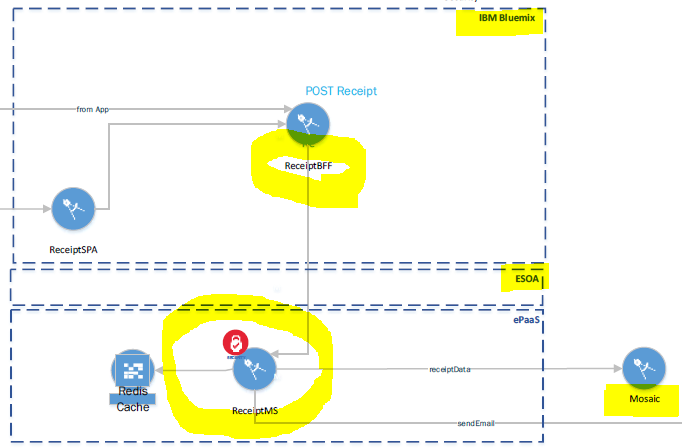 IBM Bluemix
POST Receipt
from App
ReceiptBFF
ReceiptSPA
ESOA
ePaaS
receiptData
Redis
Cache
ReceiptMS
Mosaic
sendEmail